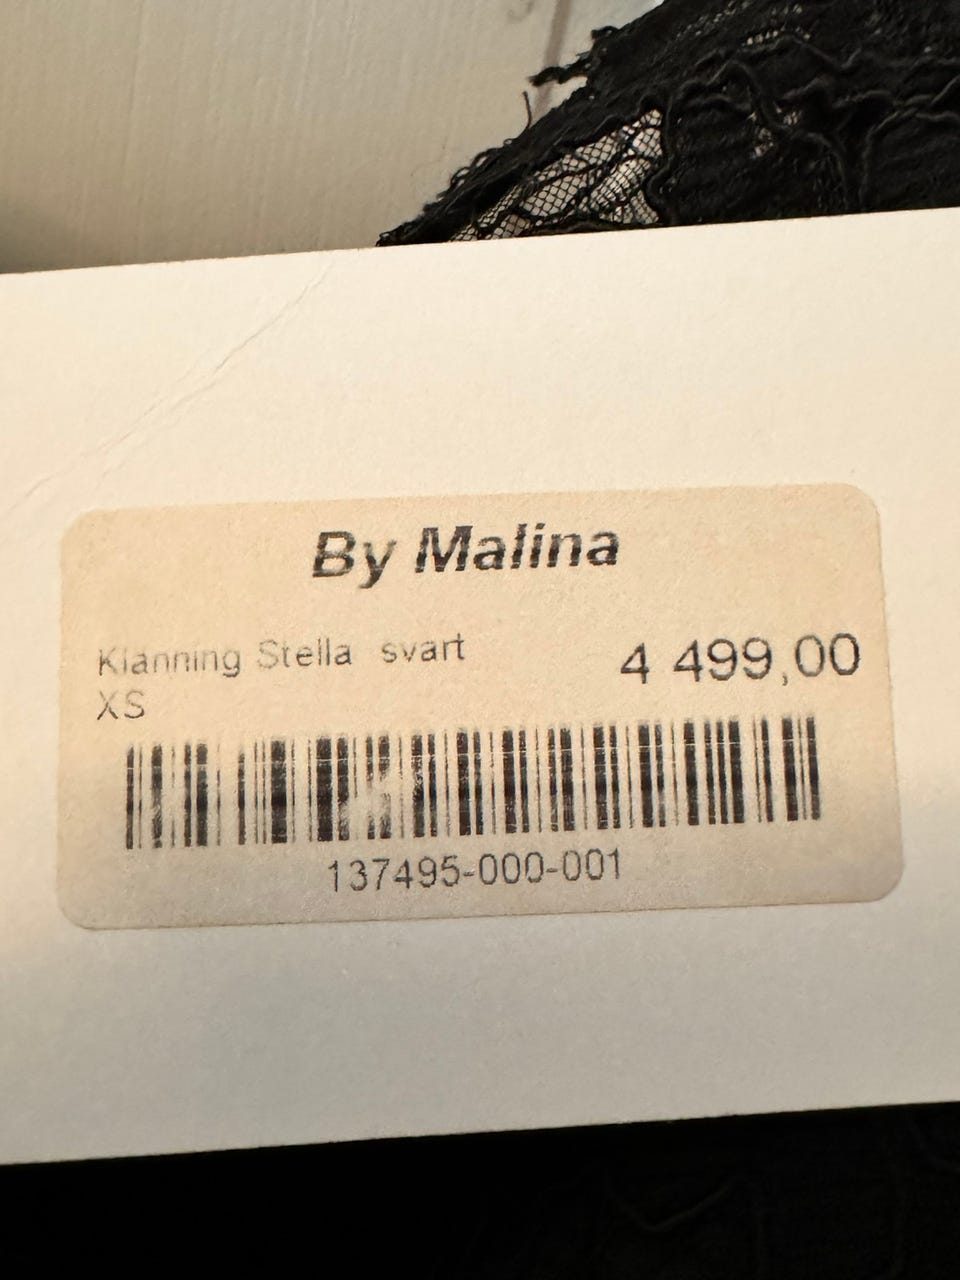 By Malina
Klänning Stella svart
4 499,00
XS
137495-000-001